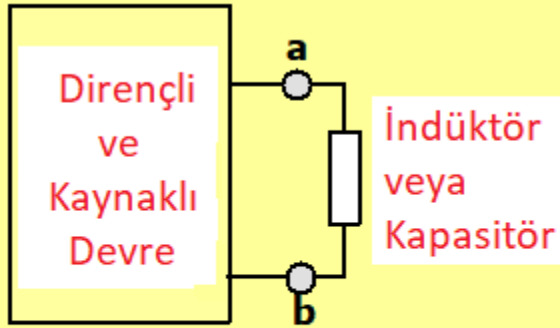 Dirençli
ve
Kaynaklı
Devre
a
İndüktör
veya
Kapasitör
b